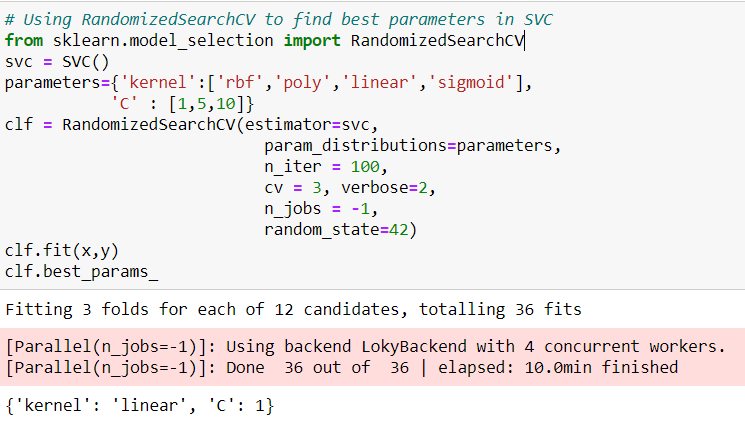 # Using RandomizedSearchCV to find best parameters in SVC
from sklearn.model_selection import RandomizedSearchCV
svc = SVC()
parameters={'kernel':['rbf','poly','linear','sigmoid'],
           'C' : [1,5,10]}
clf = RandomizedSearchCV(estimator=svc,
                         param_distributions=parameters,
                         n_iter = 100,
                         cv = 3, verbose=2,
                         n_jobs = -1,
                         random_state=42)
clf.fit(x,y)
clf.best_params_
Fitting 3 folds for each of 12 candidates, totalling 36 fits
[Parallel(n_jobs=-1)]: Using backend LokyBackend with 4 concurrent workers.
[Parallel(n_jobs=-1)]: Done  36 out of  36 | elapsed: 10.0min finished
{'kernel': 'linear', 'C': 1}